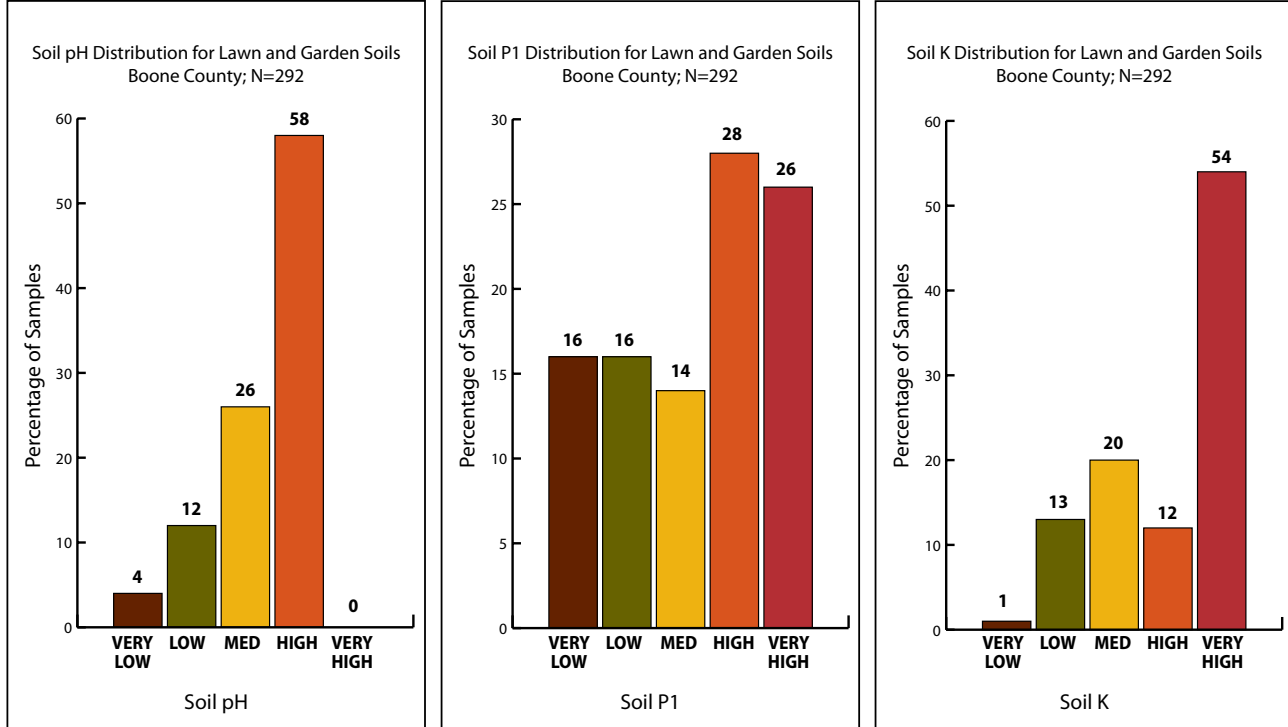 Soil pH Distribution for Lawn and Garden Soils
Boone County; N=292
60
50
40
30
20
10
0
Percentage of Samples
4
12
26
58
0
VERY LOW
LOW
MED
HIGH
VERY HIGH
Soil pH
Soil P1 Distribution for Lawn and Garden Soils
Boone County; N=292
30
25
20
15
10
5
0
Percentage of Samples
16
16
14
28
26
VERY LOW
LOW
MED
HIGH
VERY HIGH
Soil P1
Soil K Distribution for Lawn and Garden Soils
Boone County; N=292
60
50
40
30
20
10
0
Percentage of Samples
1
13
20
12
54
VERY LOW
LOW
MED
HIGH
VERY HIGH
Soil K